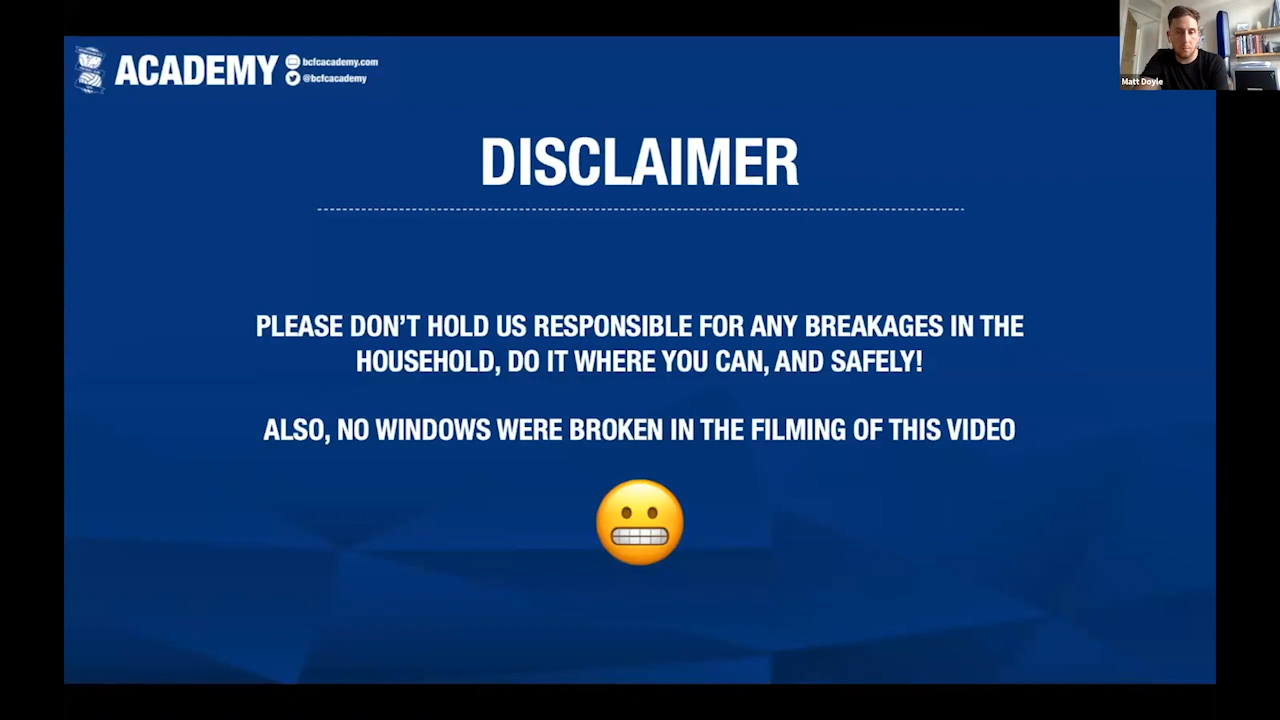 ACADEMY
bcfcacademy.com
@bcfcacademy
Matt Doyle
DISCLAIMER
PLEASE DON'T HOLD US RESPONSIBLE FOR ANY BREAKAGES IN THE
HOUSEHOLD, DO IT WHERE YOU CAN, AND SAFELY!
ALSO, NO WINDOWS WERE BROKEN IN THE FILMING OF THIS VIDEO